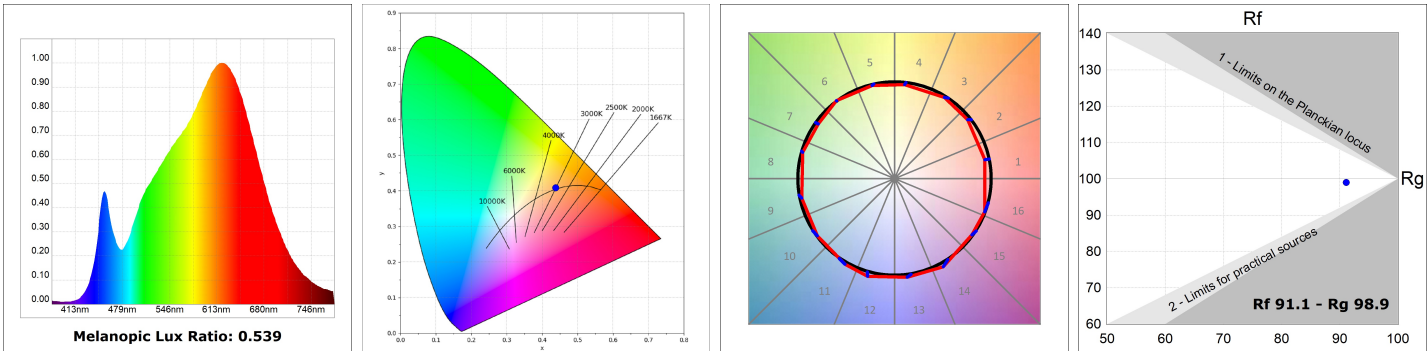 1.00
0.90
0.80
0.70
0.60
0.50
0.40
0.30
0.20
0.10
0.00
413nm 479nm 546nm 613nm 680nm 746nm
Melanopic Lux Ratio: 0.539
0.9
0.8
0.7
0.6
0.5
0.4
0.3
0.2
0.1
0.0
y
0.0 0.1 0.2 0.3 0.4 0.5 0.6 0.7 0.8
x
2500K
2000K
3000K
1667K
4000K
6000K
10000K
5 4
6 3
7 2
8 1
9 16
10 15
11 14
12 13
Rf
140
130
120
110
100
90
80
70
60
1 - Limits on the Planckian locus
Rg
2 - Limits for practical sources
Rf 91.1 - Rg 98.9
50 60 70 80 90 100